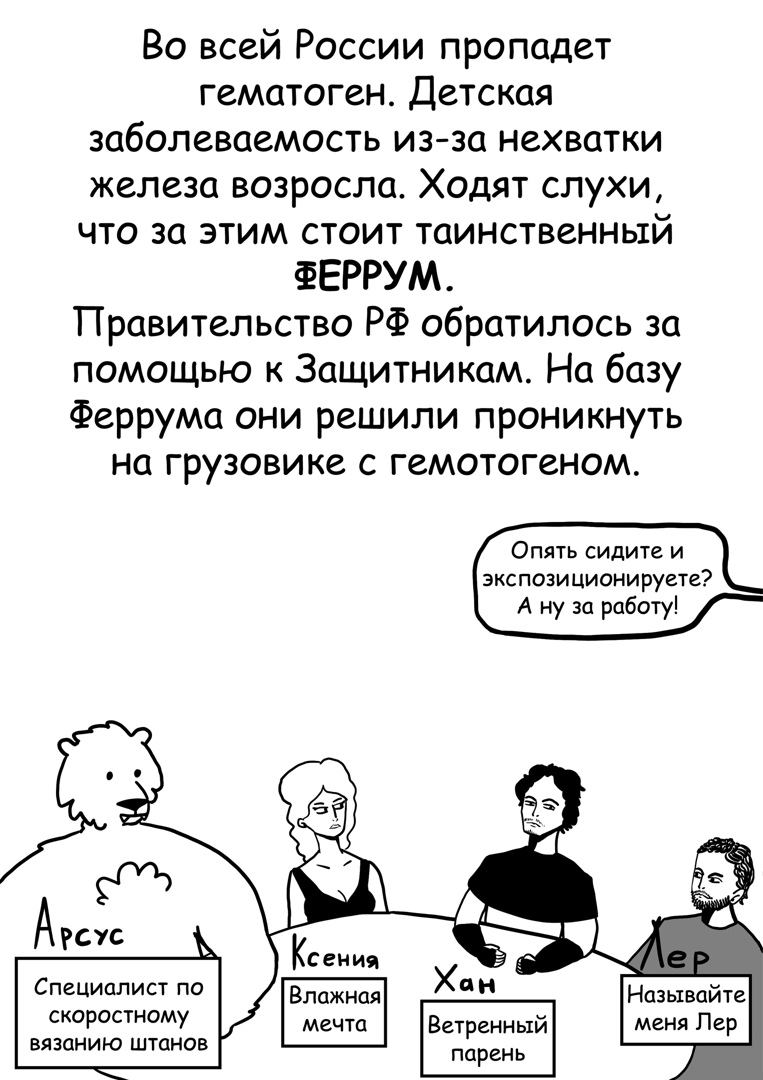 Во всей России пропадет
гематоген. Детская
заболеваемость из-за нехватки
железа возросла. Ходят слухи,
что за этим стоит таинственный
ФЕРРУМ.
Правительство РФ обратилось за
помощью к Защитникам. На базу
Феррума они решили проникнуть
на грузовике с гемотогеном.
Опять сидите и
экспозиционируете?
А ну за работу!
Арсус
Специалист по
скоростному
вязанию штанов
Ксения
Влажная
мечта
Хан
Ветренный
парень
Лер
Называйте
меня Лер